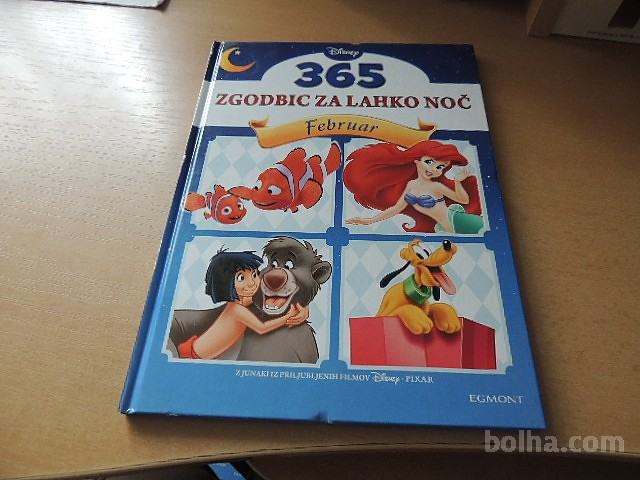 Disney
365
ZGODBIC ZA LAHKO NOČ
Februar
Z JUNAKI IZ PRILJUBLJENIH FILMOV Disney · PIXAR
EGMONT
bolha.com